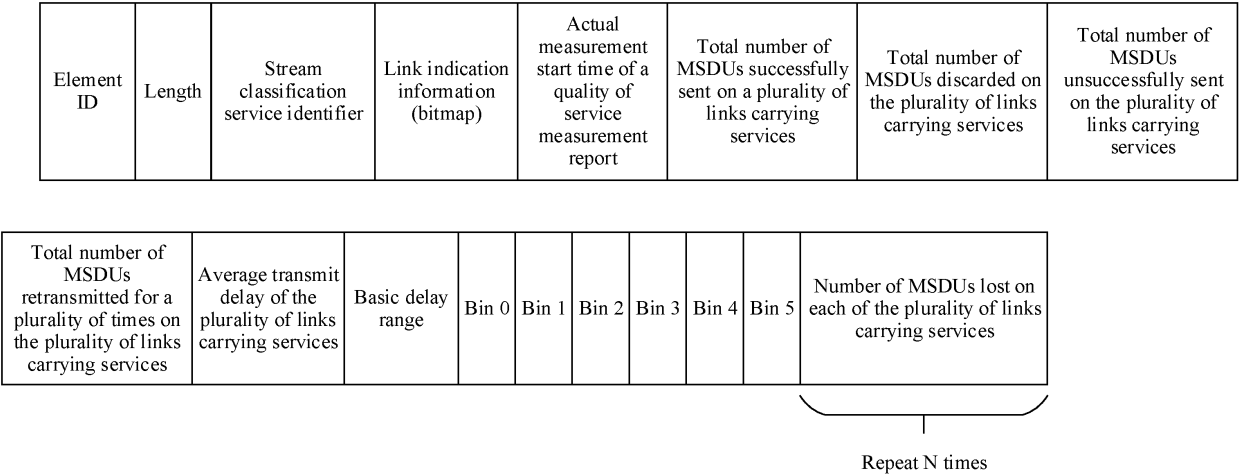 Element
ID
Length
Stream
classification
service identifier
Link indication
information
(bitmap)
Actual
measurement
start time of a
quality of
service
measurement
report
Total number of
MSDUs successfully
sent on a plurality of
links carrying
services
Total number of
MSDUs discarded on
the plurality of links
carrying services
Total number of
MSDUs
unsuccessfully sent
on the plurality of
links carrying
services
Total number of
MSDUs
retransmitted for a
plurality of times on
the plurality of links
carrying services
Average transmit
delay of the
plurality of links
carrying services
Basic delay
range
Bin 0
Bin 1
Bin 2
Bin 3
Bin 4
Bin 5
Number of MSDUs lost on
each of the plurality of links
carrying services
Repeat N times